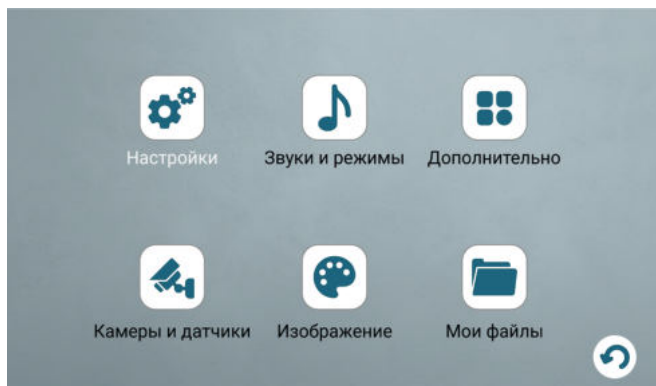 Настройки
Звуки и режимы
Дополнительно
Камеры и датчики
Изображение
Мои файлы